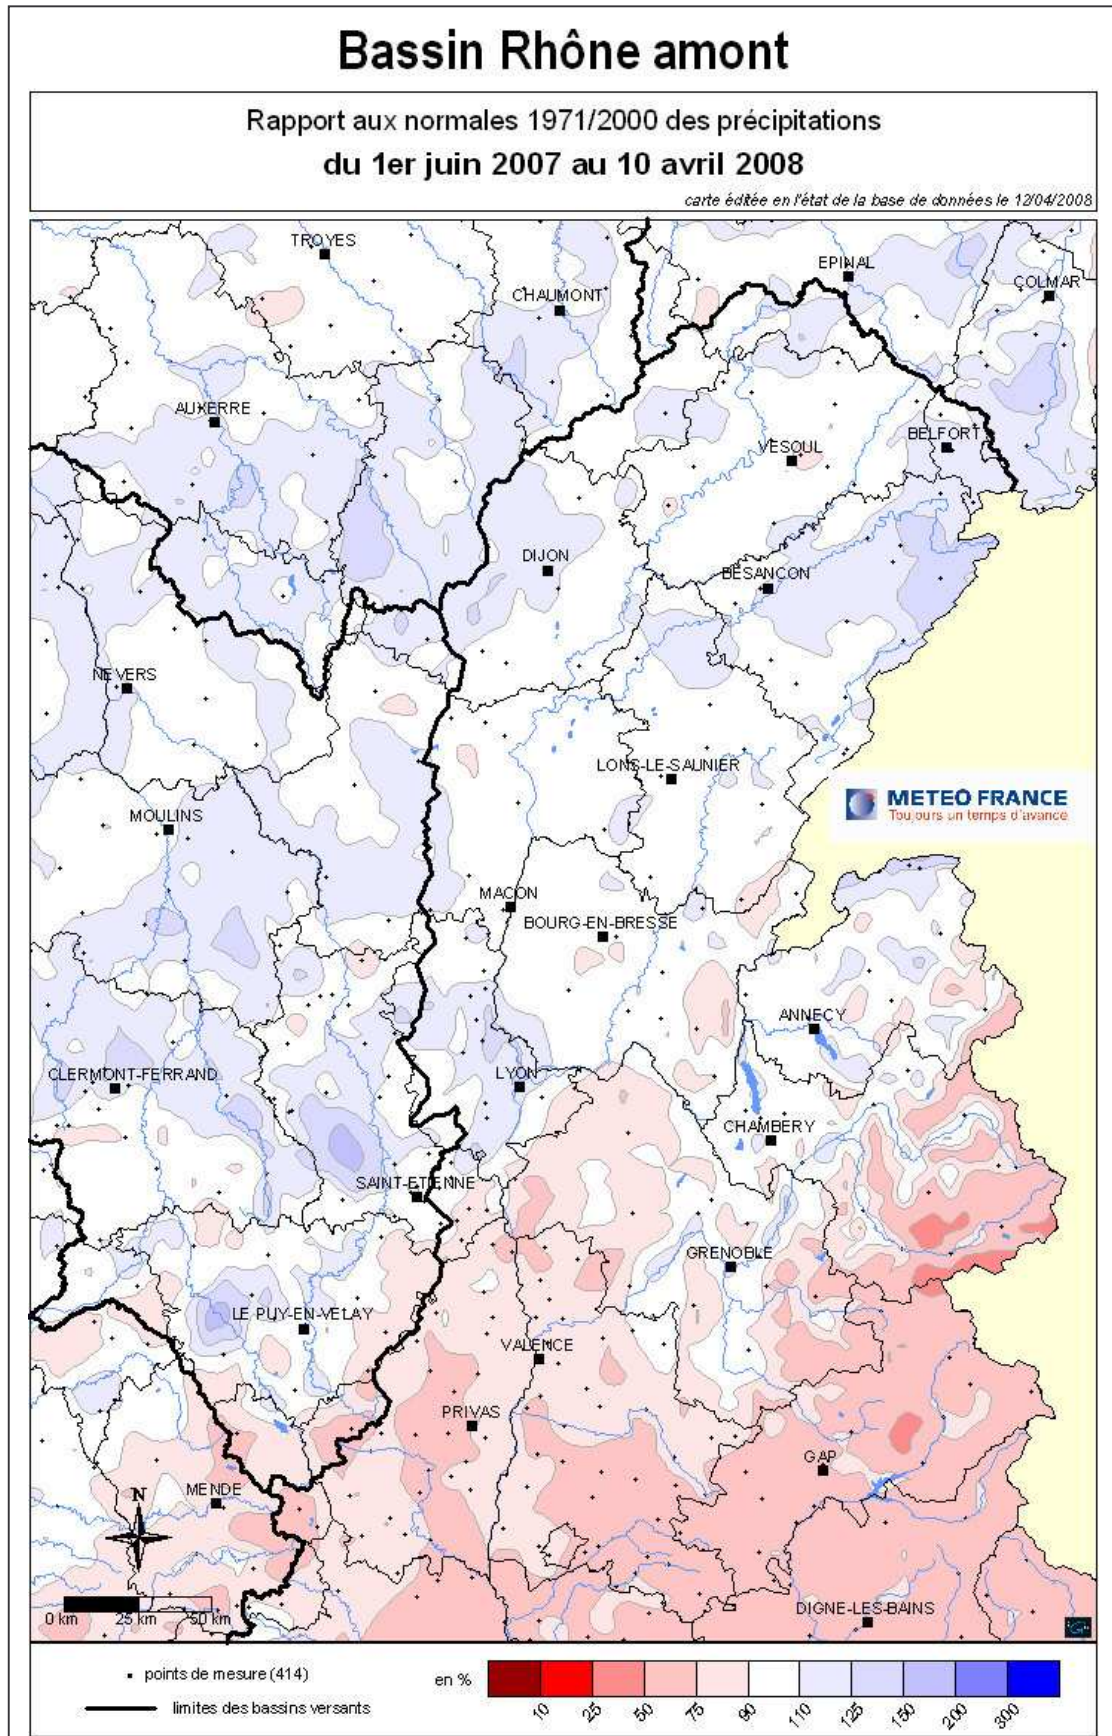 Bassin Rhône amont
Rapport aux normales 1971/2000 des précipitations
du 1er juin 2007 au 10 avril 2008
carte éditée en l'état de la base de données le 12/04/2008
TROYES
EPINAL
COLMAR
CHAUMONT
AUXERRE
BELFORT
VESOUL
DIJON
BESANCON
NEVERS
LONS-LE-SAUNIER
METEO FRANCE
Toujours un temps d'avance
MOULINS
MACON
BOURG-EN-BRESSE
ANNECY
CLERMONT-FERRAND
LYON
CHAMBERY
SAINT-ETIENNE
GRENOBLE
LE PUY-EN-VELAY
VALENCE
PRIVAS
GAP
MENDE
N
0 km 25 km 50 km
DIGNE-LES-BAINS
points de mesure (414)
en %
10 25 50 75 90 110 125 150 200 300
limites des bassins versants